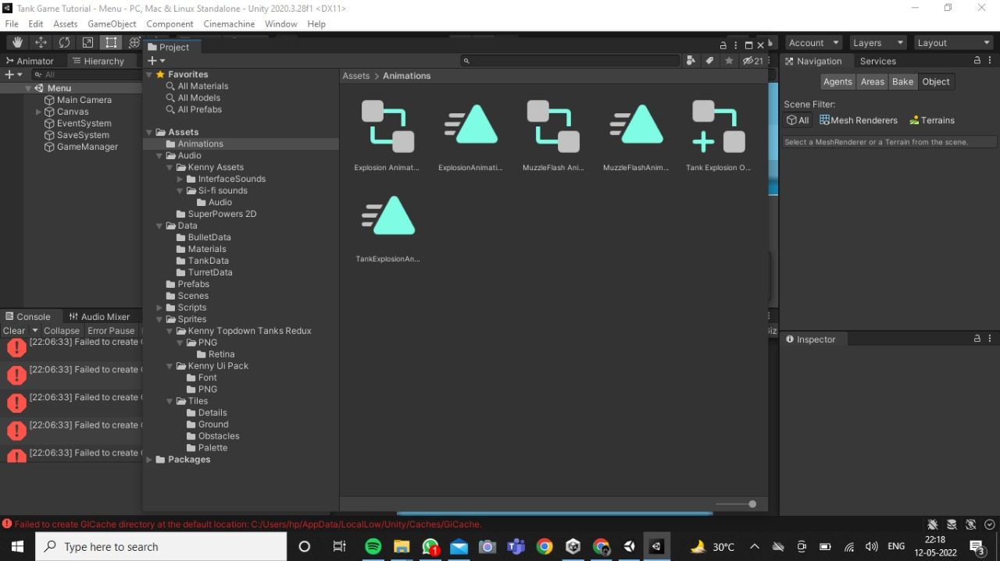 Tank Game Tutorial - Menu - PC, Mac & Linux Standalone - Unity 2020.3.28f1 <DX11>
File Edit Assets GameObject Component Cinemachine Window Help
Account Layers Layout
Animator Hierarchy
All
Menu
Main Camera
Canvas
EventSystem
SaveSystem
GameManager
Project
21
Favorites
All Materials
All Models
All Prefabs
Assets
Animations
Audio
Kenny Assets
InterfaceSounds
Si-fi sounds
Audio
SuperPowers 2D
Data
BulletData
Materials
TankData
TurretData
Prefabs
Scenes
Scripts
Sprites
Kenny Topdown Tanks Redux
PNG
Retina
Kenny Ui Pack
Font
PNG
Tiles
Details
Ground
Obstacles
Palette
Packages
Assets > Animations
Explosion Animat... ExplosionAnimati... MuzzleFlash Ani... MuzzleFlashAnim... Tank Explosion O...
TankExplosionAn...
Navigation Services
Agents Areas Bake Object
Scene Filter:
All Mesh Renderers Terrains
Select a MeshRenderer or a Terrain from the scene.
Inspector
Console Audio Mixer
Clear Collapse Error Pause
Giz
[22:06:33] Failed to create
[22:06:33] Failed to create
[22:06:33] Failed to create
[22:06:33] Failed to create
[22:06:33] Failed to create
Failed to create GICache directory at the default location: C:/Users/hp/AppData/LocalLow/Unity/Caches/GiCache.
Type here to search
1
30°C
ENG
22:18
12-05-2022
3